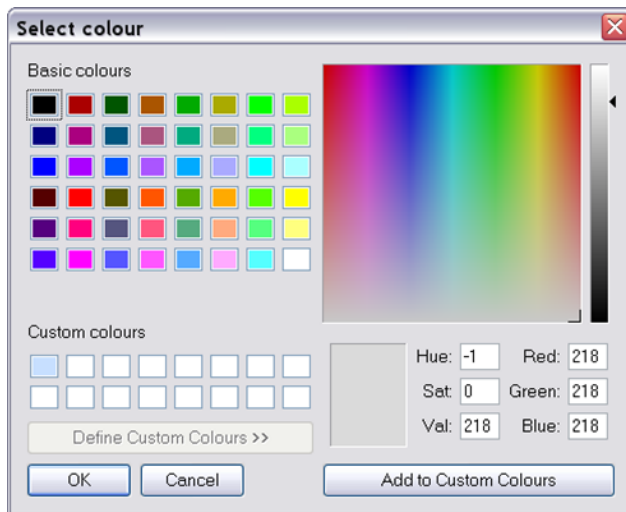 Select colour
Basic colours
Custom colours
Define Custom Colours >>
OK Cancel
Hue: -1 Red: 218
Sat: 0 Green: 218
Val: 218 Blue: 218
Add to Custom Colours